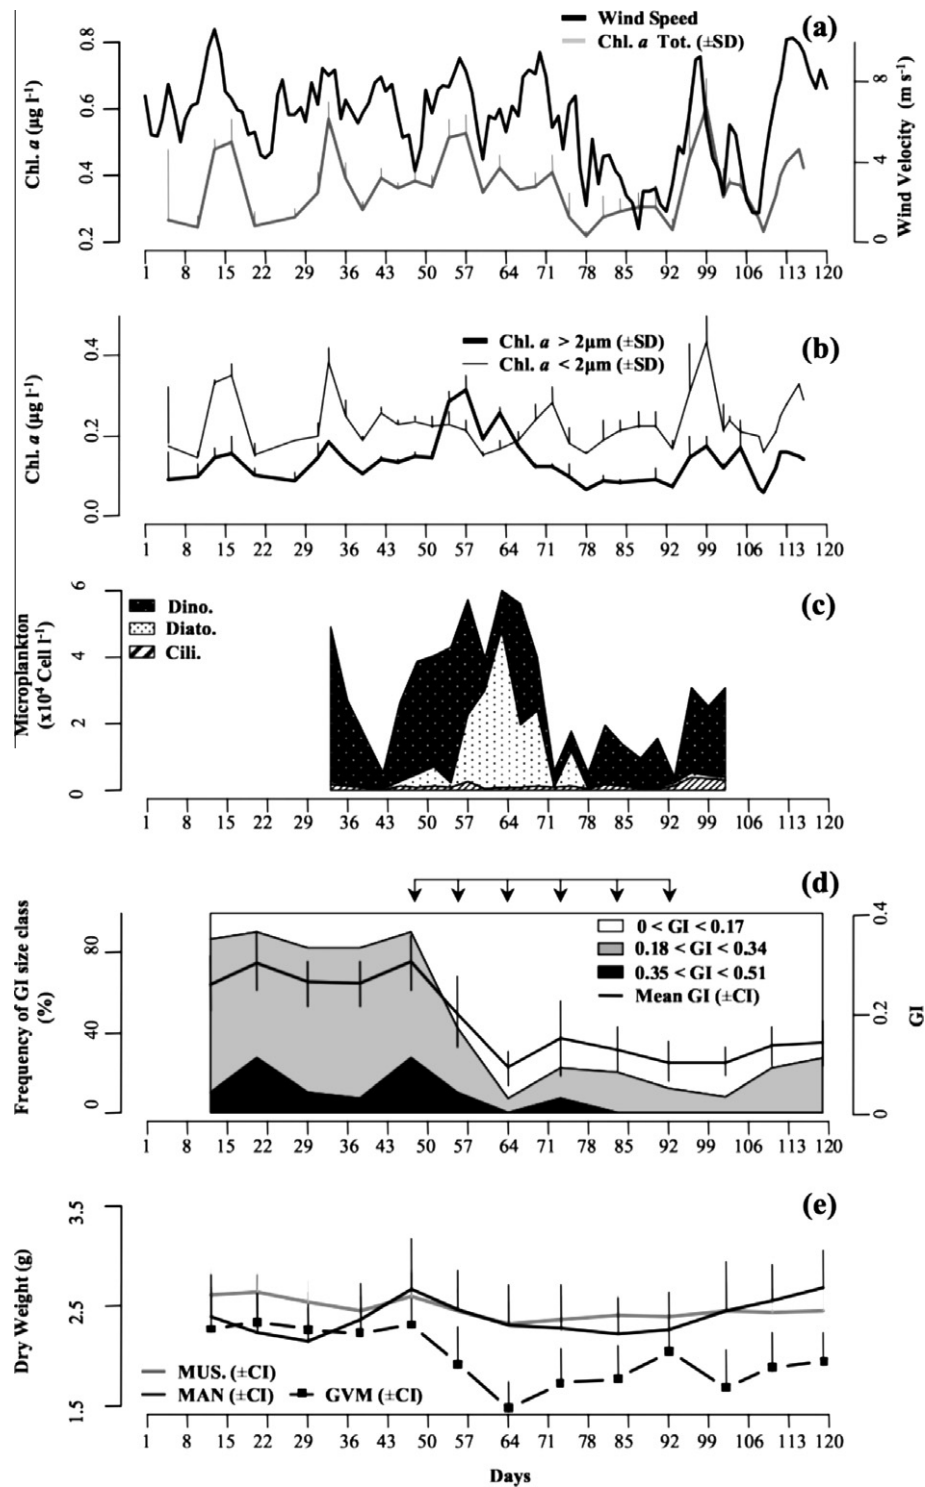 (a)
Wind Speed
Chl. a Tot. (±SD)
Chl. a (µg l-1)
0.8
0.6
0.4
0.2
Wind Velocity (m s-1)
8
4
0
1 8 15 22 29 36 43 50 57 64 71 78 85 92 99 106 113 120
(b)
Chl. a > 2µm (±SD)
Chl. a < 2µm (±SD)
Chl. a (µg l-1)
0.4
0.2
0.0
1 8 15 22 29 36 43 50 57 64 71 78 85 92 99 106 113 120
(c)
Dino.
Diato.
Cili.
Microplankton
(x10⁴ Cell l-1)
6
4
2
0
1 8 15 22 29 36 43 50 57 64 71 78 85 92 99 106 113 120
(d)
0 < GI < 0.17
0.18 < GI < 0.34
0.35 < GI < 0.51
Mean GI (±CI)
Frequency of GI size class
(%)
80
40
0
GI
0.4
0.2
0
1 8 15 22 29 36 43 50 57 64 71 78 85 92 99 106 113 120
(e)
Dry Weight (g)
3.5
2.5
1.5
MUS. (±CI)
MAN (±CI) GVM (±CI)
1 8 15 22 29 36 43 50 57 64 71 78 85 92 99 106 113 120
Days